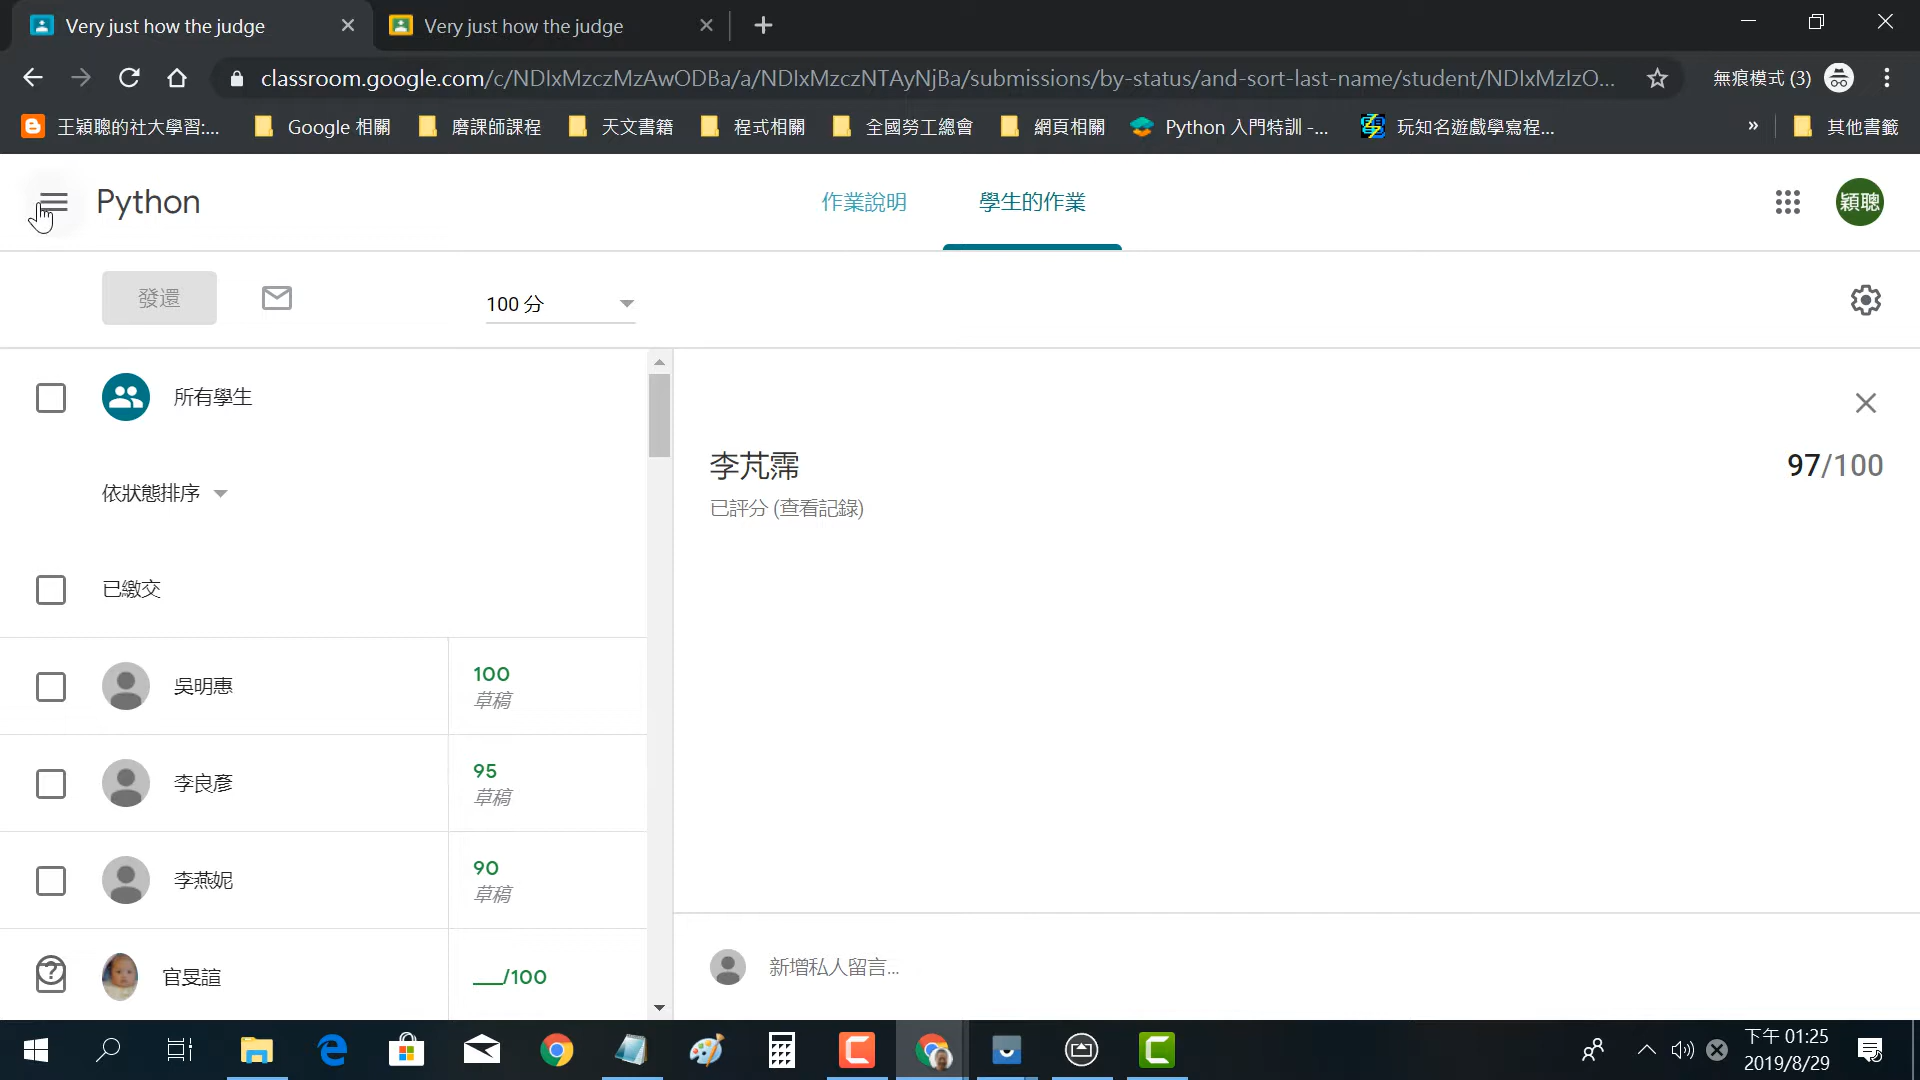 Very just how the judge
Very just how the judge
classroom.google.com/c/NDIxMzczMzAwODBa/a/NDIxMzczNTAyNjBa/submissions/by-status/and-sort-last-name/student/NDIxMzIzO...
無痕模式 (3)
王穎聰的社大學習:...
Google 相關
磨課師課程
天文書籍
程式相關
全國勞工總會
網頁相關
Python 入門特訓 -...
玩知名遊戲學寫程...
»
其他書籤
Python
作業說明
學生的作業
穎聰
發還
100 分
所有學生
依狀態排序
已繳交
吳明惠
100
草稿
李良彥
95
草稿
李燕妮
90
草稿
官旻諠
___/100
李芃霈
97/100
已評分 (查看記錄)
新增私人留言...
下午 01:25
2019/8/29